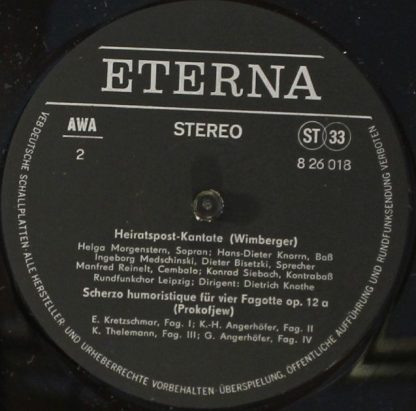 ETERNA
AWA
STEREO
ST 33
2
8 26 018
Heiratspost-Kantate (Wimberger)
Helga Morgenstern, Sopran; Hans-Dieter Knorrn, Baß
Ingeborg Medschinski, Dieter Bisetzki, Sprecher
Manfred Reinelt, Cembalo; Konrad Siebach, Kontrabaß
Rundfunkchor Leipzig; Dirigent: Dietrich Knothe
Scherzo humoristique für vier Fagotte op. 12 a
(Prokofjew)
E. Kretzschmar, Fag. I; K.-H. Angerhöfer, Fag. II
K. Thelemann, Fag. III; G. Angerhöfer, Fag. IV
VEB DEUTSCHE SCHALLPLATTEN · ALLE HERSTELLER- UND URHEBERRECHTE VORBEHALTEN · ÜBERSPIELUNG, ÖFFENTLICHE AUFFÜHRUNG UND RUNDFUNKSENDUNG VERBOTEN